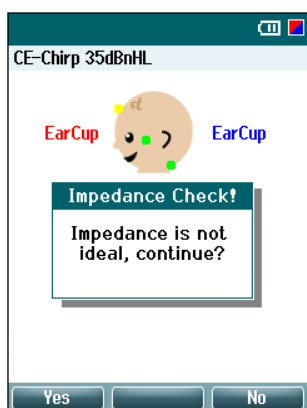 CE-Chirp 35dBnHL
EarCup EarCup
Impedance Check!
Impedance is not
ideal, continue?
Yes No